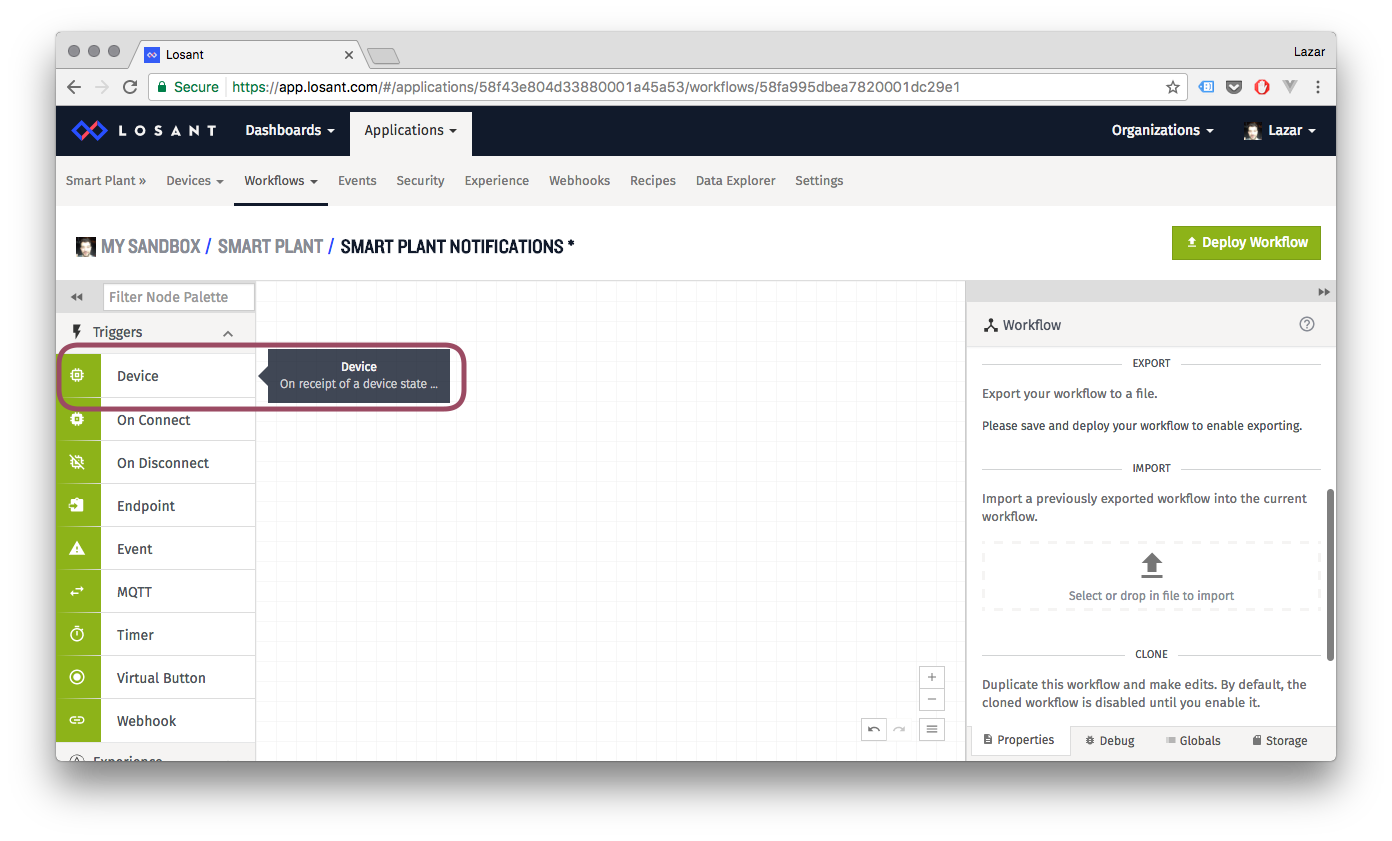 Losant
Lazar
Secure https://app.losant.com/#/applications/58f43e804d33880001a45a53/workflows/58fa995dbea7820001dc29e1
LOSANT Dashboards Applications Organizations Lazar
Smart Plant » Devices Workflows Events Security Experience Webhooks Recipes Data Explorer Settings
MY SANDBOX / SMART PLANT / SMART PLANT NOTIFICATIONS *
Deploy Workflow
Filter Node Palette
Triggers
Device
Device
On receipt of a device state ...
On Connect
On Disconnect
Endpoint
Event
MQTT
Timer
Virtual Button
Webhook
Experience
Workflow
EXPORT
Export your workflow to a file.
Please save and deploy your workflow to enable exporting.
IMPORT
Import a previously exported workflow into the current
workflow.
Select or drop in file to import
CLONE
Duplicate this workflow and make edits. By default, the
cloned workflow is disabled until you enable it.
Properties Debug Globals Storage